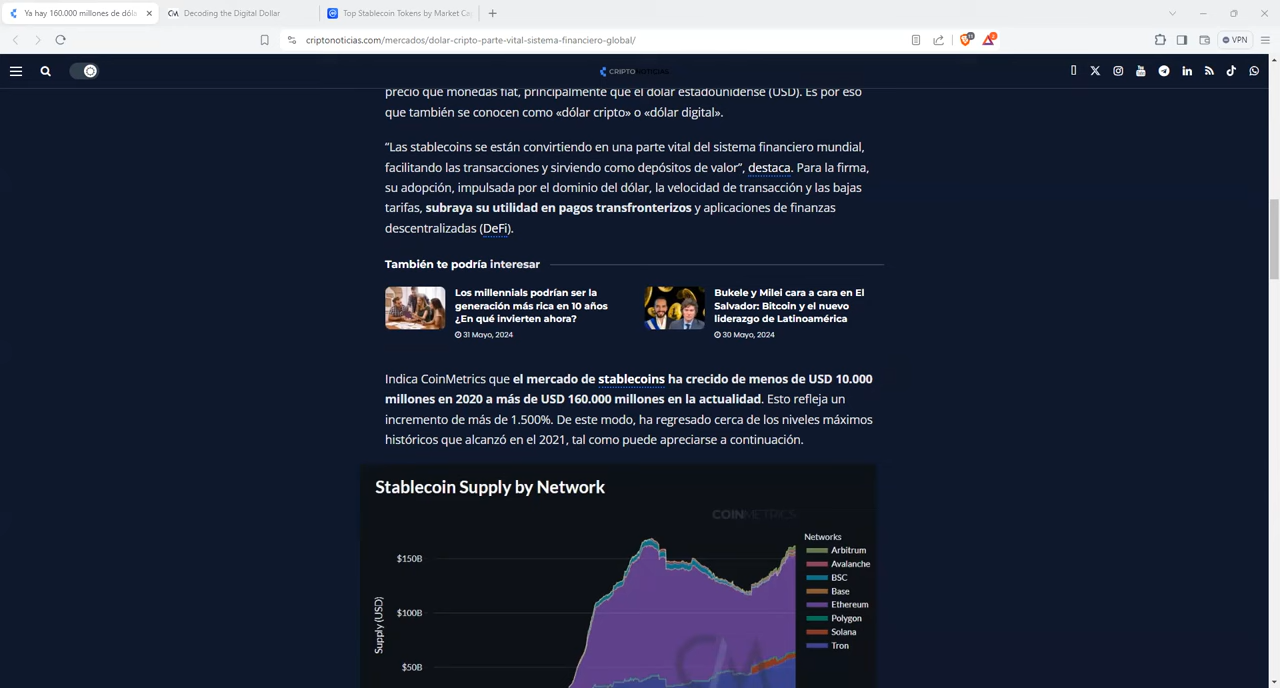 Ya hay 160.000 millones de dóla
Decoding the Digital Dollar
Top Stablecoin Tokens by Market Ca
criptonoticias.com/mercados/dolar-cripto-parte-vital-sistema-financiero-global/
VPN
CRIPTONOTICIAS
precio que monedas fiat, principalmente que el dólar estadounidense (USD). Es por eso
que también se conocen como «dólar cripto» o «dólar digital».
“Las stablecoins se están convirtiendo en una parte vital del sistema financiero mundial,
facilitando las transacciones y sirviendo como depósitos de valor”, destaca. Para la firma,
su adopción, impulsada por el dominio del dólar, la velocidad de transacción y las bajas
tarifas, subraya su utilidad en pagos transfronterizos y aplicaciones de finanzas
descentralizadas (DeFi).
También te podría interesar
Los millennials podrían ser la
generación más rica en 10 años
¿En qué invierten ahora?
31 Mayo, 2024
Bukele y Milei cara a cara en El
Salvador: Bitcoin y el nuevo
liderazgo de Latinoamérica
30 Mayo, 2024
Indica CoinMetrics que el mercado de stablecoins ha crecido de menos de USD 10.000
millones en 2020 a más de USD 160.000 millones en la actualidad. Esto refleja un
incremento de más de 1.500%. De este modo, ha regresado cerca de los niveles máximos
históricos que alcanzó en el 2021, tal como puede apreciarse a continuación.
Stablecoin Supply by Network
COINMETRICS
Networks
Arbitrum
Avalanche
BSC
Base
Ethereum
Polygon
Solana
Tron
Supply (USD)
$150B
$100B
$50B
CM